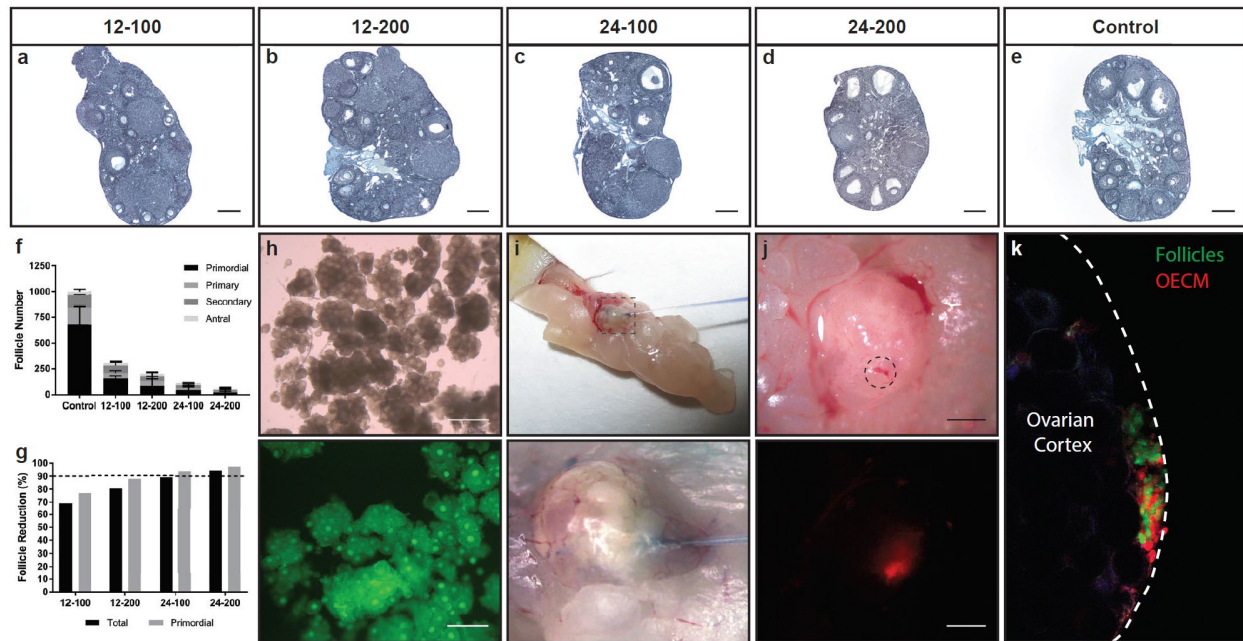 12-100
12-200
24-100
24-200
Control
a
b
c
d
e
f
1250
1000
750
500
250
0
Follicle Number
Primordial
Primary
Secondary
Antral
Control
12-100
12-200
24-100
24-200
g
100
90
80
70
60
50
40
30
20
10
0
Follicle Reduction (%)
12-100
12-200
24-100
24-200
Total
Primordial
h
i
j
k
Follicles
OECM
Ovarian
Cortex